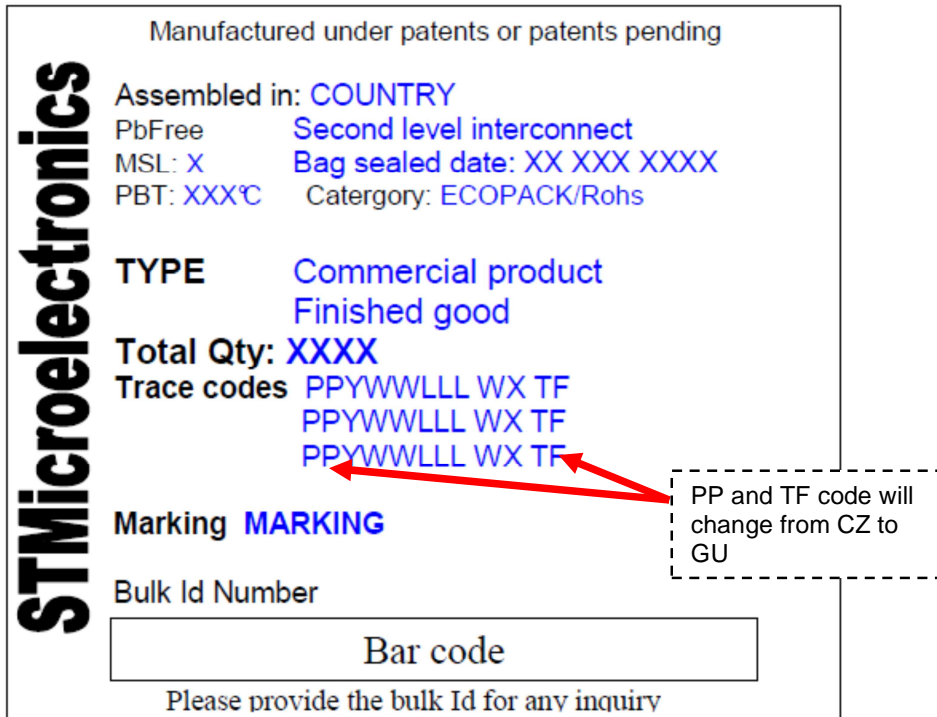 Manufactured under patents or patents pending
STMicroelectronics
Assembled in: COUNTRY
PbFree Second level interconnect
MSL: X Bag sealed date: XX XXX XXXX
PBT: XXX°C Catergory: ECOPACK/Rohs
TYPE Commercial product
Finished good
Total Qty: XXXX
Trace codes PPYWWLLL WX TF
PPYWWLLL WX TF
PPYWWLLL WX TF
PP and TF code will
change from CZ to
GU
Marking MARKING
Bulk Id Number
Bar code
Please provide the bulk Id for any inquiry